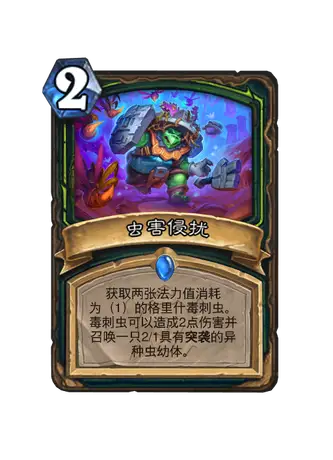 2
虫害侵扰
获取两张法力值消耗
为（1）的格里什毒刺虫。
毒刺虫可以造成2点伤害并
召唤一只2/1具有突袭的异
种虫幼体。